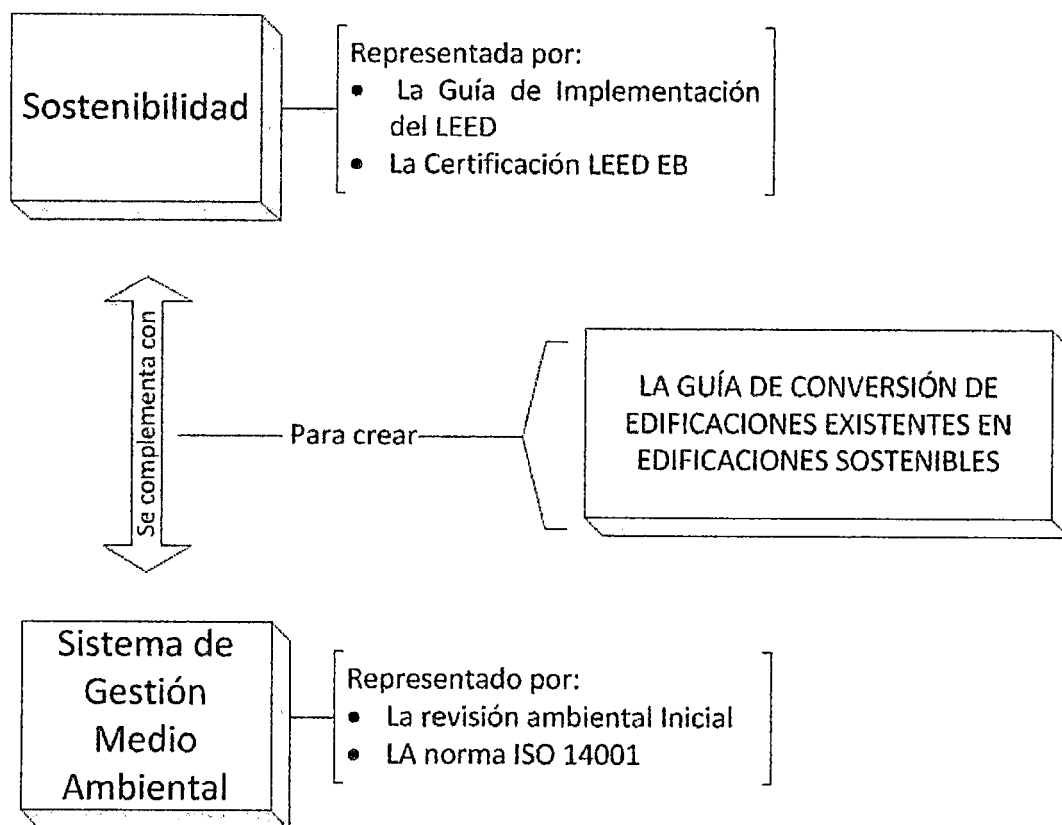 Sostenibilidad
Representada por:
• La Guía de Implementación
del LEED
• La Certificación LEED EB
Se complementa con
Para crear
LA GUÍA DE CONVERSIÓN DE
EDIFICACIONES EXISTENTES EN
EDIFICACIONES SOSTENIBLES
Sistema de
Gestión
Medio
Ambiental
Representado por:
• La revisión ambiental Inicial
• LA norma ISO 14001